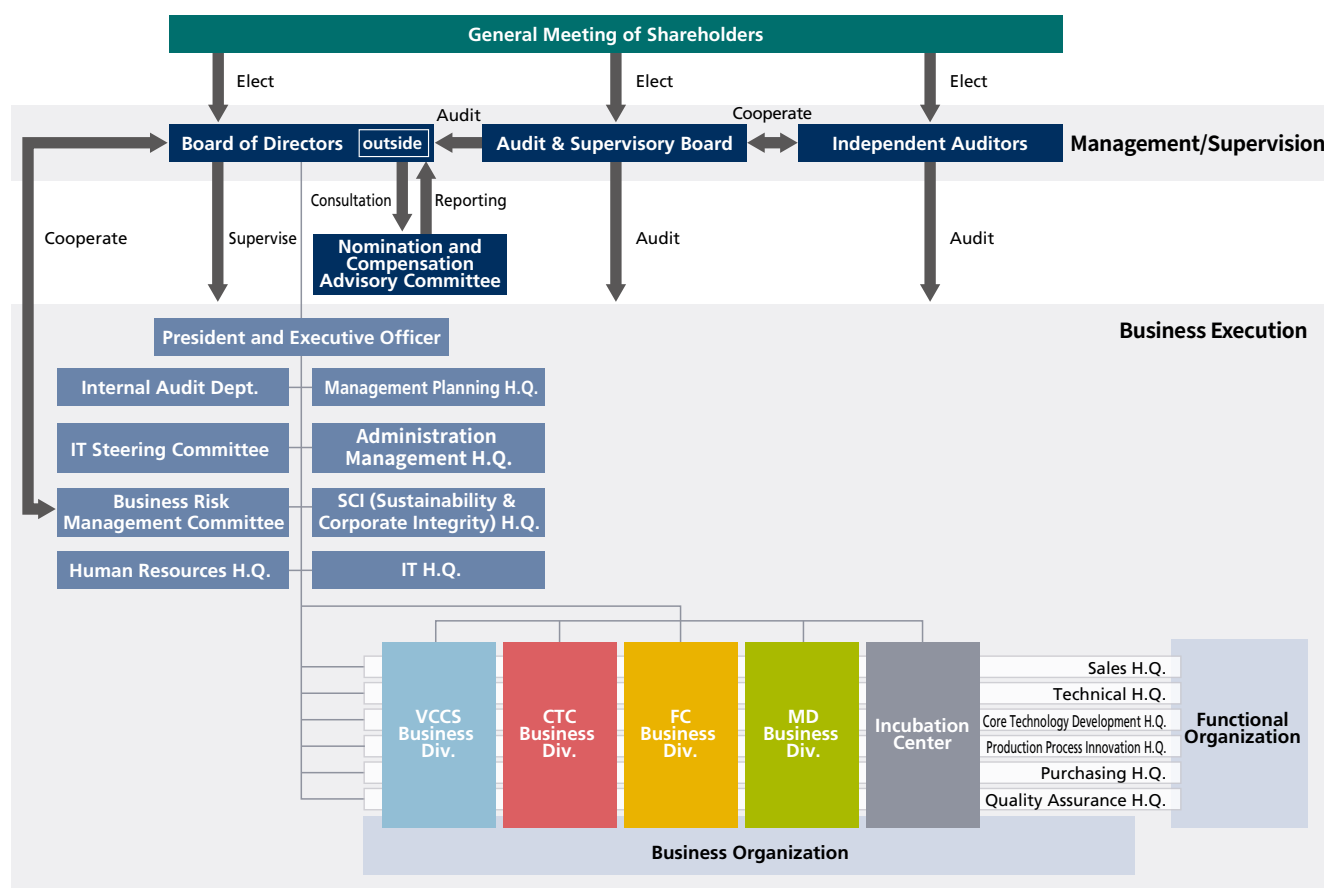 General Meeting of Shareholders
Elect
Elect
Elect
Audit
Cooperate
Board of Directors
outside
Audit & Supervisory Board
Independent Auditors
Management/Supervision
Consultation
Reporting
Cooperate
Supervise
Audit
Audit
Nomination and
Compensation
Advisory Committee
Business Execution
President and Executive Officer
Internal Audit Dept.
Management Planning H.Q.
IT Steering Committee
Administration
Management H.Q.
Business Risk
Management Committee
SCI (Sustainability &
Corporate Integrity) H.Q.
Human Resources H.Q.
IT H.Q.
VCCS
Business
Div.
CTC
Business
Div.
FC
Business
Div.
MD
Business
Div.
Incubation
Center
Sales H.Q.
Technical H.Q.
Core Technology Development H.Q.
Production Process Innovation H.Q.
Purchasing H.Q.
Quality Assurance H.Q.
Functional
Organization
Business Organization